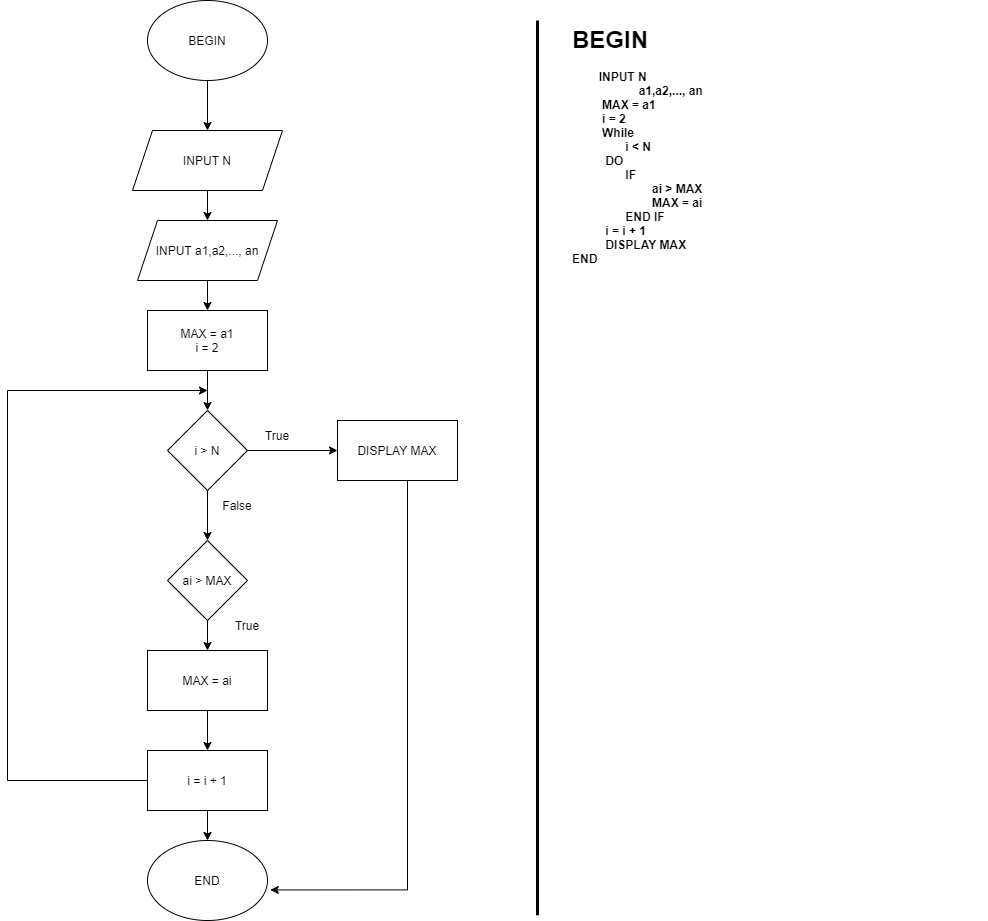 BEGIN
INPUT N
INPUT a1,a2,..., an
MAX = a1
i = 2
i > N
True
DISPLAY MAX
False
ai > MAX
True
MAX = ai
i = i + 1
END
BEGIN
INPUT N
a1,a2,..., an
MAX = a1
i = 2
While
i < N
DO
IF
ai > MAX
MAX = ai
END IF
i = i + 1
DISPLAY MAX
END